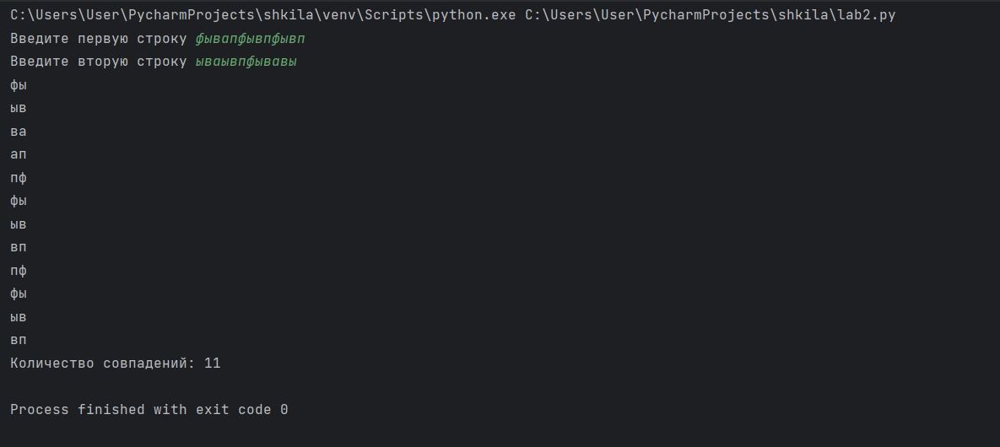 C:\Users\User\PycharmProjects\shkila\venv\Scripts\python.exe C:\Users\User\PycharmProjects\shkila\lab2.py
Введите первую строку фывапфывпфывп
Введите вторую строку ываывпфывавы
фы
ыв
ва
ап
пф
фы
ыв
вп
пф
фы
ыв
вп
Количество совпадений: 11
Process finished with exit code 0